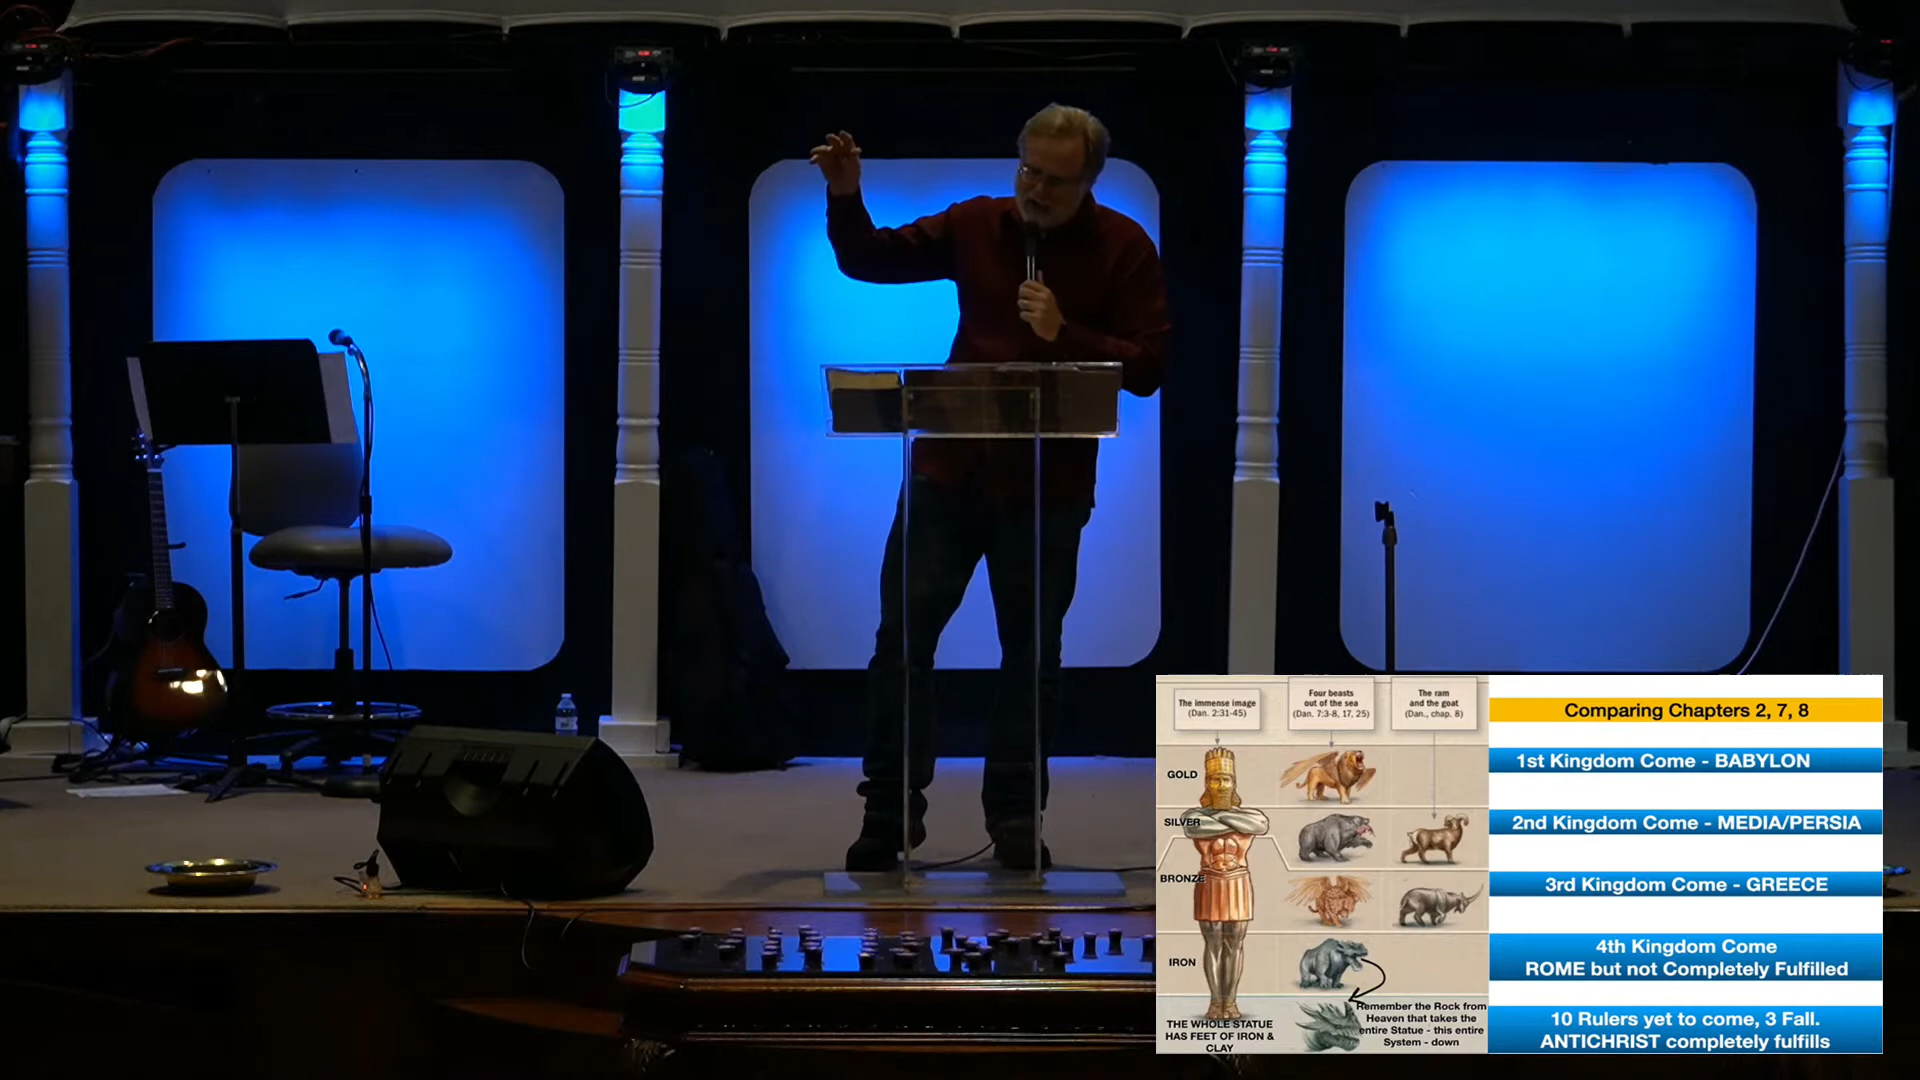 The immense image
(Dan. 2:31-45)
Four beasts
out of the sea
(Dan. 7:3-8, 17, 25)
The ram
and the goat
(Dan., chap. 8)
Comparing Chapters 2, 7, 8
GOLD
1st Kingdom Come - BABYLON
SILVER
2nd Kingdom Come - MEDIA/PERSIA
BRONZE
3rd Kingdom Come - GREECE
IRON
4th Kingdom Come
ROME but not Completely Fulfilled
THE WHOLE STATUE
HAS FEET OF IRON &
CLAY
Remember the Rock from
Heaven that takes the
entire Statue - this entire
System - down
10 Rulers yet to come, 3 Fall.
ANTICHRIST completely fulfills